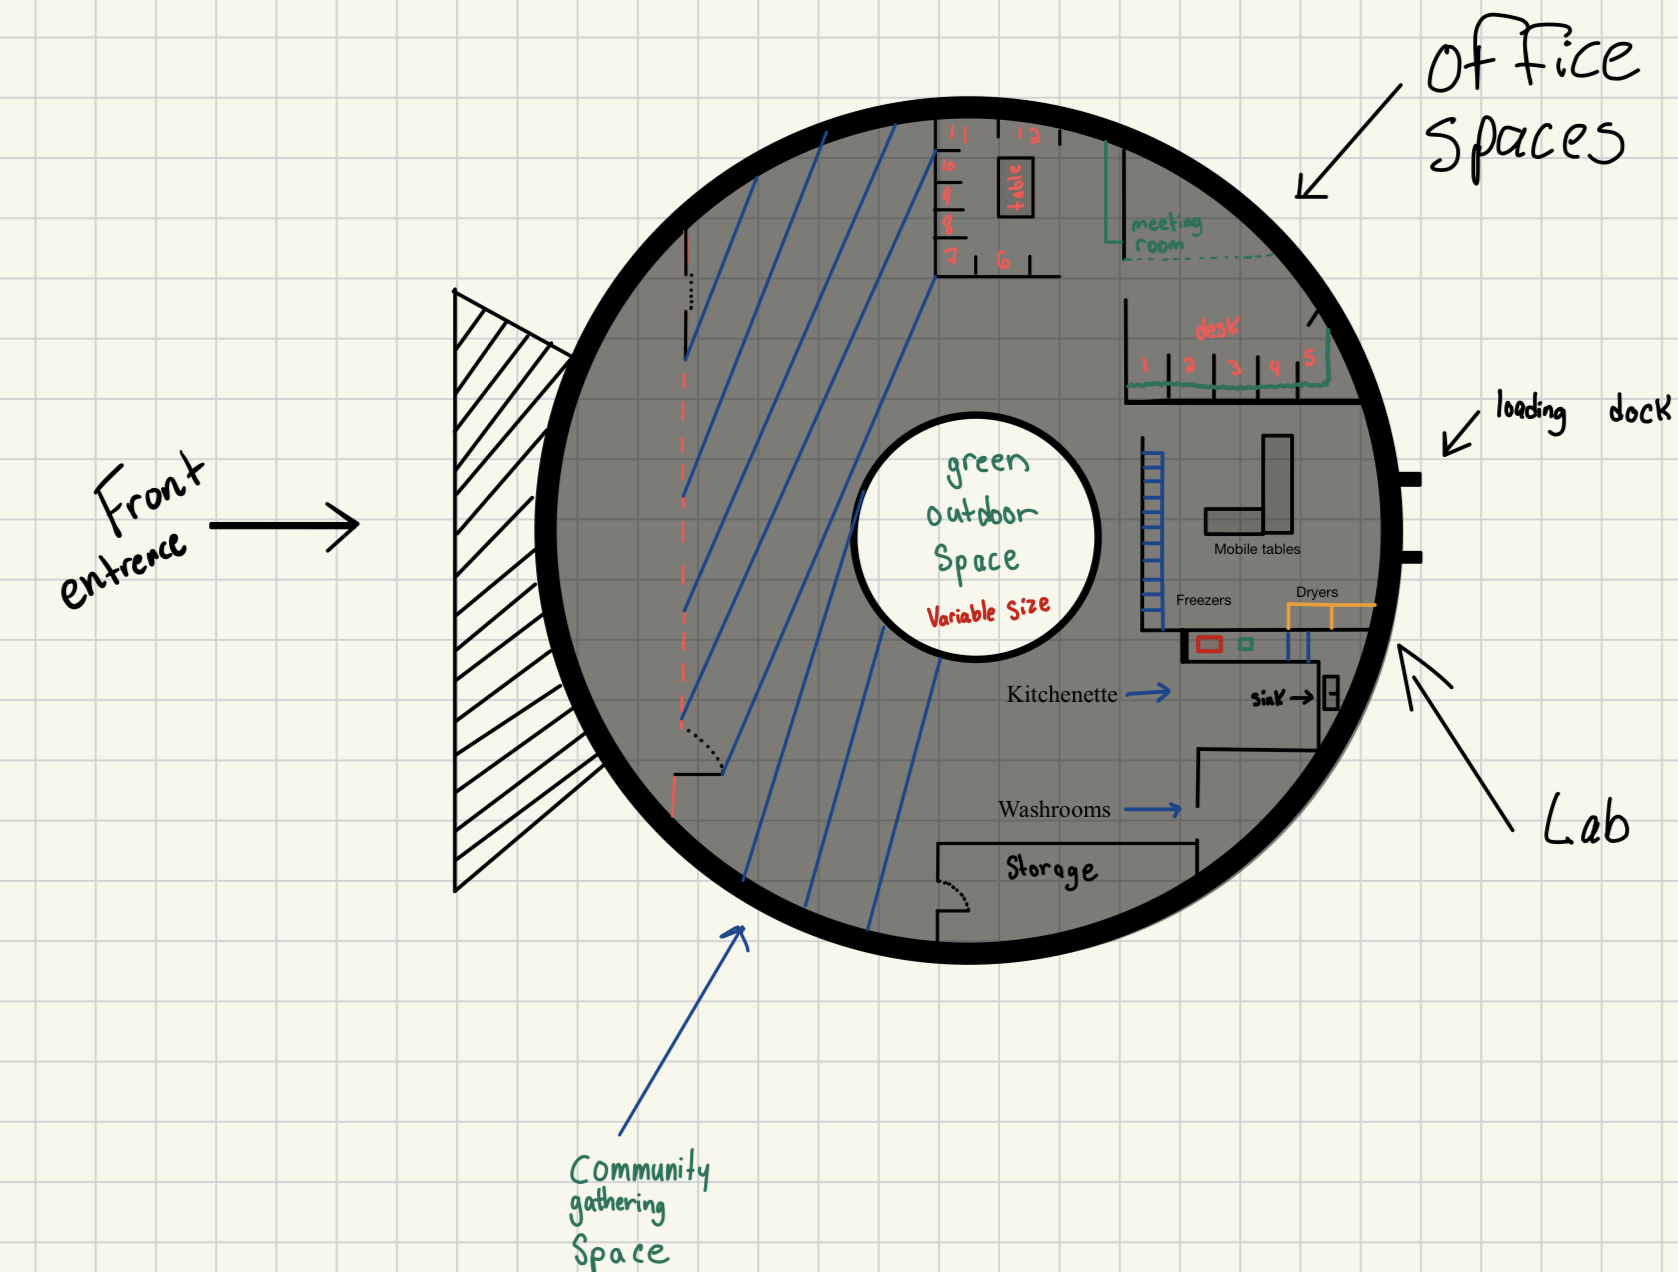 office
spaces
11 12
10
9
8
7 6
table
meeting
room
desk
1 2 3 4 5
loading dock
Front
entrence
green
outdoor
Space
Variable Size
Mobile tables
Freezers
Dryers
Kitchenette
sink
Washrooms
Storage
Lab
Community
gathering
Space